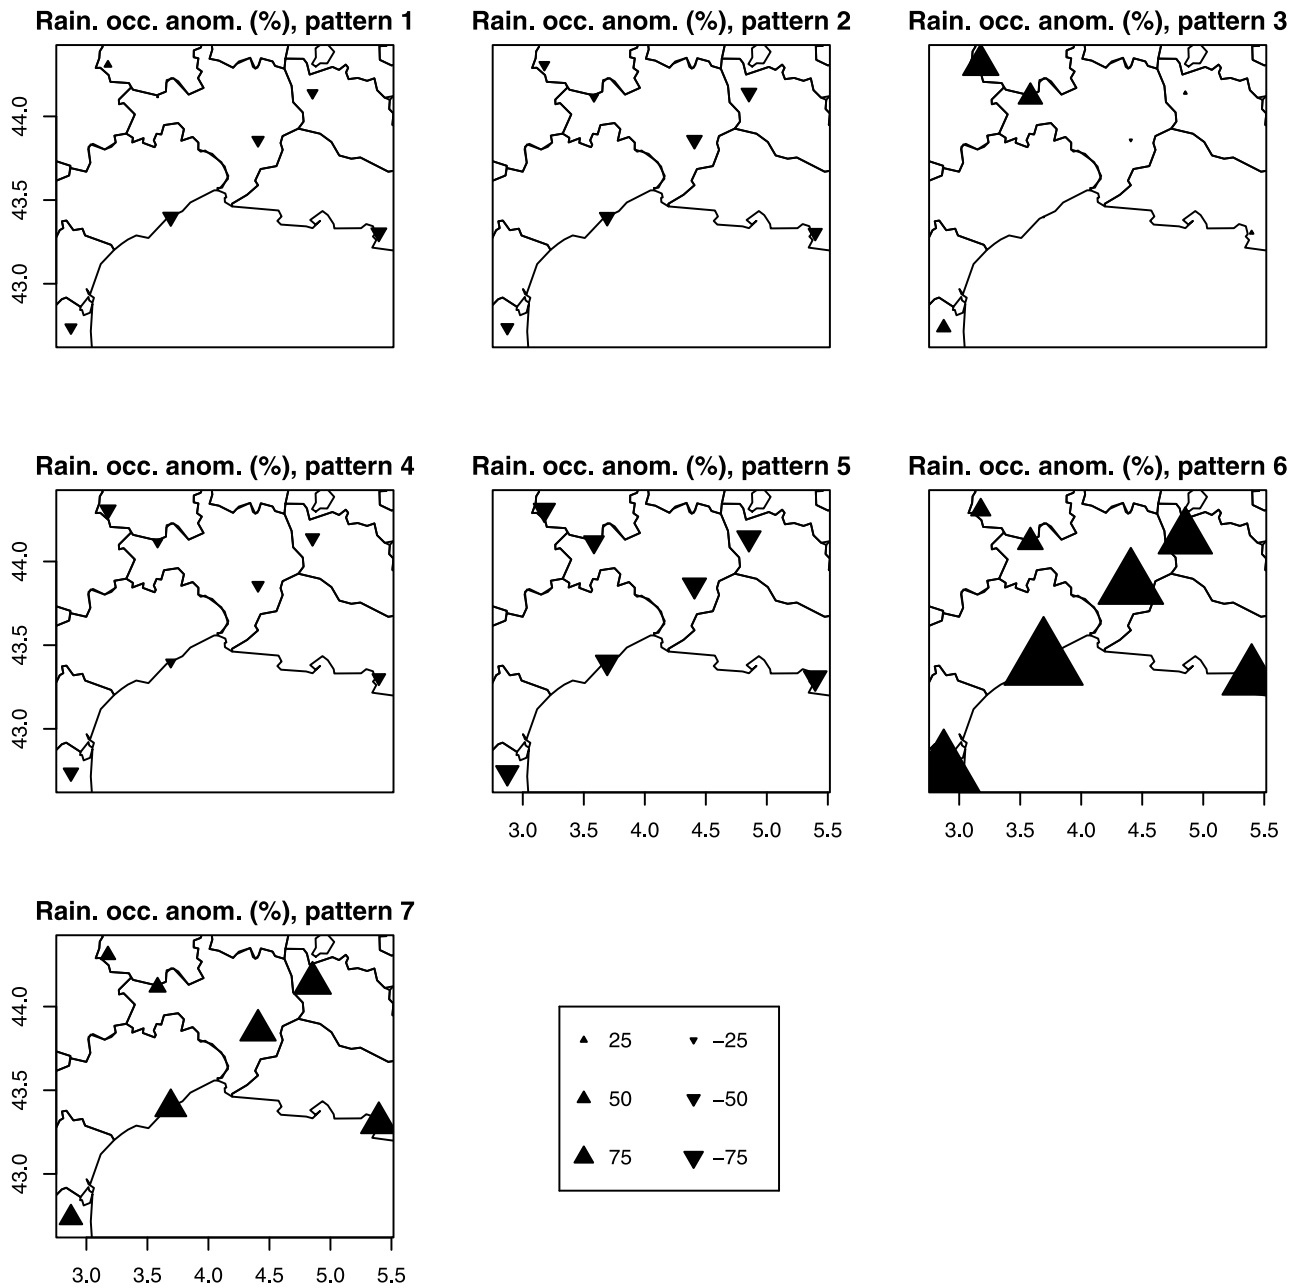 Rain. occ. anom. (%), pattern 1
Rain. occ. anom. (%), pattern 2
Rain. occ. anom. (%), pattern 3
44.0
43.5
43.0
Rain. occ. anom. (%), pattern 4
Rain. occ. anom. (%), pattern 5
Rain. occ. anom. (%), pattern 6
44.0
43.5
43.0
3.0 3.5 4.0 4.5 5.0 5.5
3.0 3.5 4.0 4.5 5.0 5.5
Rain. occ. anom. (%), pattern 7
44.0
43.5
43.0
3.0 3.5 4.0 4.5 5.0 5.5
25 −25
50 −50
75 −75